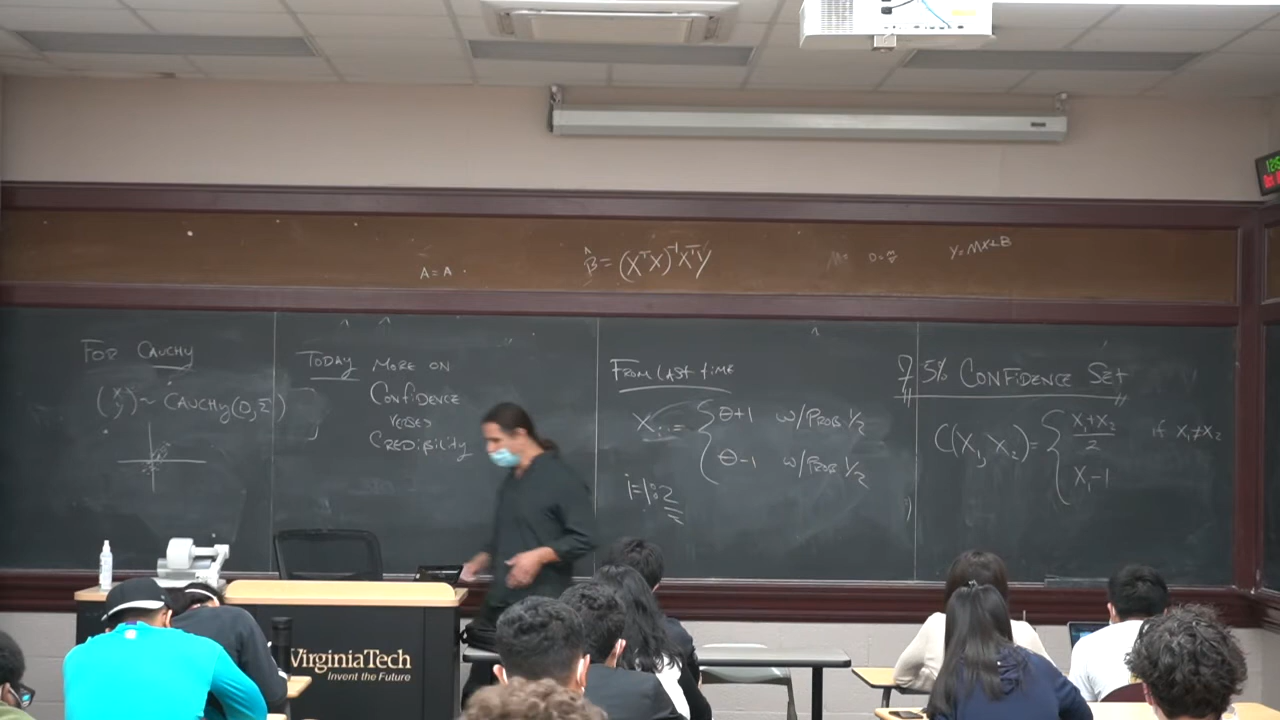 A = A
β̂ = (XᵀX)⁻¹XᵀY
Y = MX+B
FOR CAUCHY
(X Y) ~ CAUCHY(0, Σ)
TODAY MORE ON
CONFIDENCE
VERSES
CREDIBILITY
FROM LAST TIME
Xᵢ = { θ+1 W/ PROB 1/2
θ-1 W/ PROB 1/2
i=1,2
75% CONFIDENCE SET
C(X₁, X₂) = { X₁+X₂ / 2 IF X₁≠X₂
X₁-1
VirginiaTech
Invent the Future